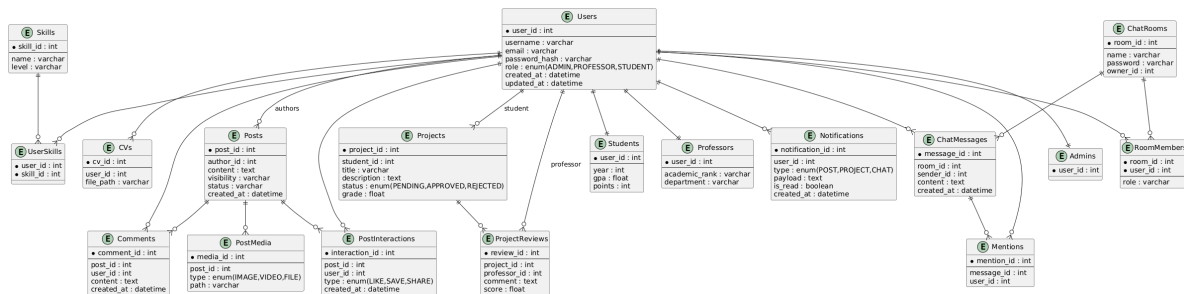 E Users
• user_id : int
username : varchar
email : varchar
password_hash : varchar
role : enum(ADMIN,PROFESSOR,STUDENT)
created_at : datetime
updated_at : datetime
E Skills
• skill_id : int
name : varchar
level : varchar
E ChatRooms
• room_id : int
name : varchar
password : varchar
owner_id : int
authors
student
professor
E UserSkills
• user_id : int
• skill_id : int
E CVs
• cv_id : int
user_id : int
file_path : varchar
E Posts
• post_id : int
author_id : int
content : text
visibility : varchar
status : varchar
created_at : datetime
E Projects
• project_id : int
student_id : int
title : varchar
description : text
status : enum(PENDING,APPROVED,REJECTED)
grade : float
E Students
• user_id : int
year : int
gpa : float
points : int
E Professors
• user_id : int
academic_rank : varchar
department : varchar
E Notifications
• notification_id : int
user_id : int
type : enum(POST,PROJECT,CHAT)
payload : text
is_read : boolean
created_at : datetime
E ChatMessages
• message_id : int
room_id : int
sender_id : int
content : text
created_at : datetime
E Admins
• user_id : int
E RoomMembers
• room_id : int
• user_id : int
role : varchar
E Comments
• comment_id : int
post_id : int
user_id : int
content : text
created_at : datetime
E PostMedia
• media_id : int
post_id : int
type : enum(IMAGE,VIDEO,FILE)
path : varchar
E PostInteractions
• interaction_id : int
post_id : int
user_id : int
type : enum(LIKE,SAVE,SHARE)
created_at : datetime
E ProjectReviews
• review_id : int
project_id : int
professor_id : int
comment : text
score : float
E Mentions
• mention_id : int
message_id : int
user_id : int